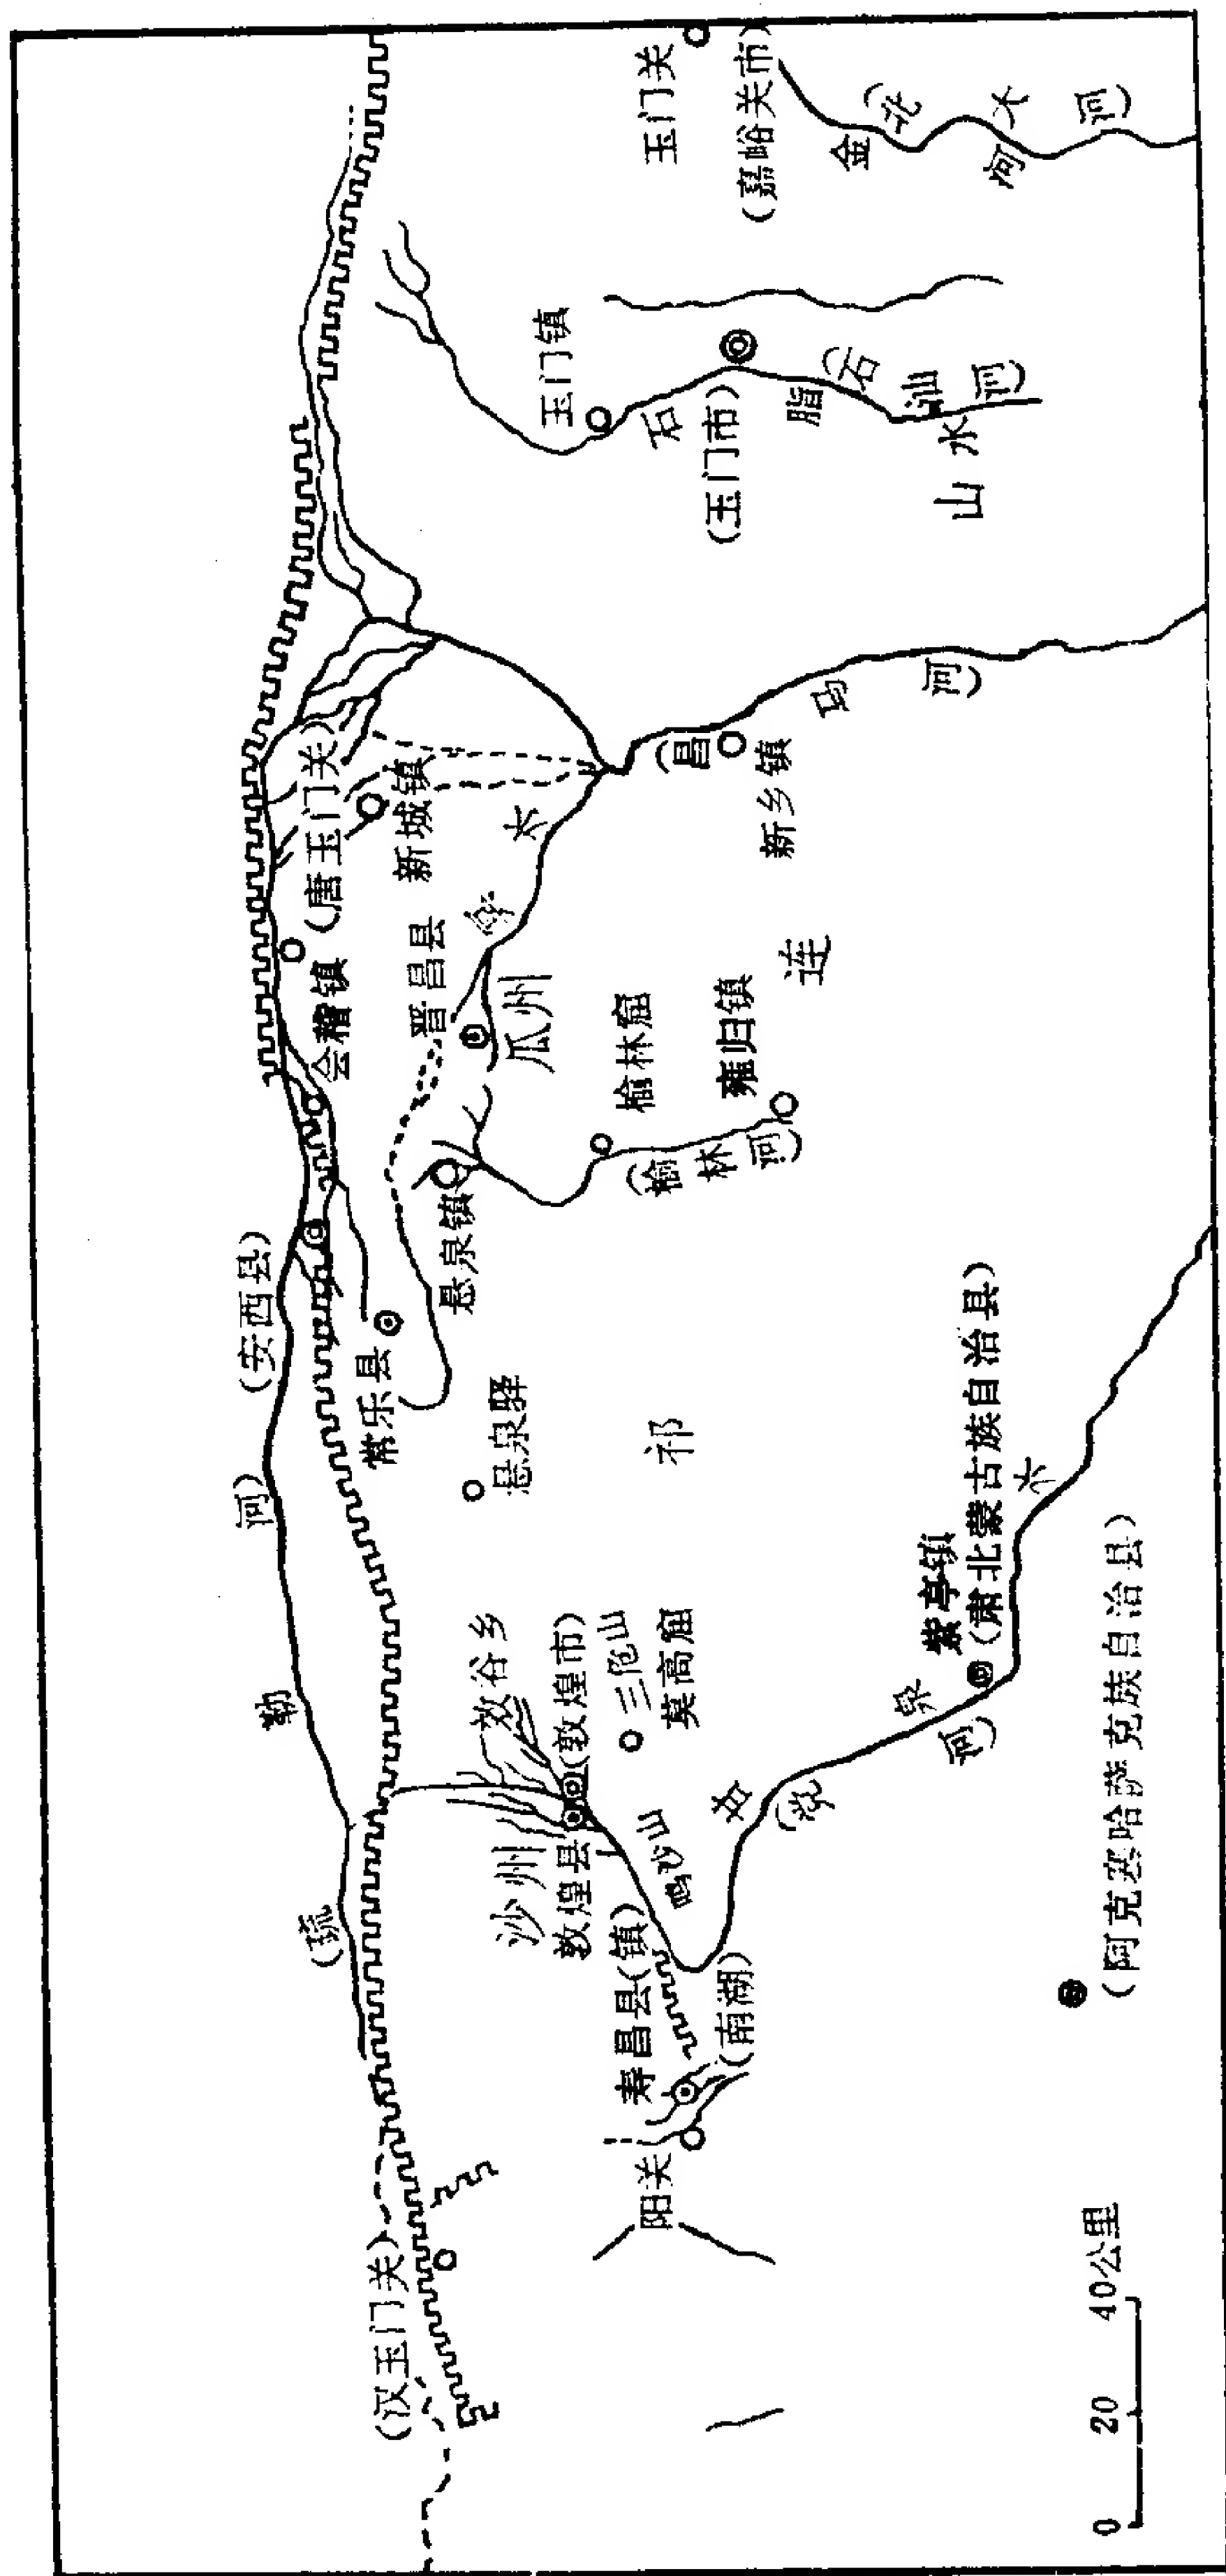 (汉玉门关)
(疏
勒
河)
(安西县)
会稽镇
(唐玉门关)
新城镇
晋昌县
瓜州
常乐县
悬泉镇
悬泉驿
榆林窟
(榆
林
河)
雍归镇
效谷乡
(敦煌市)
沙州
敦煌县
三危山
莫高窟
鸣沙山
寿昌县(镇)
(南湖)
阳关
甘
泉
水
(党
河)
紫亭镇
(肃北蒙古族自治县)
(阿克塞哈萨克族自治县)
祁
连
山
水
(昌
马
河)
新乡镇
玉门镇
(玉门市)
石
脂
水
(石
油
河)
玉门关
(嘉峪关市)
金
河
(北
大
河)
0 20 40公里